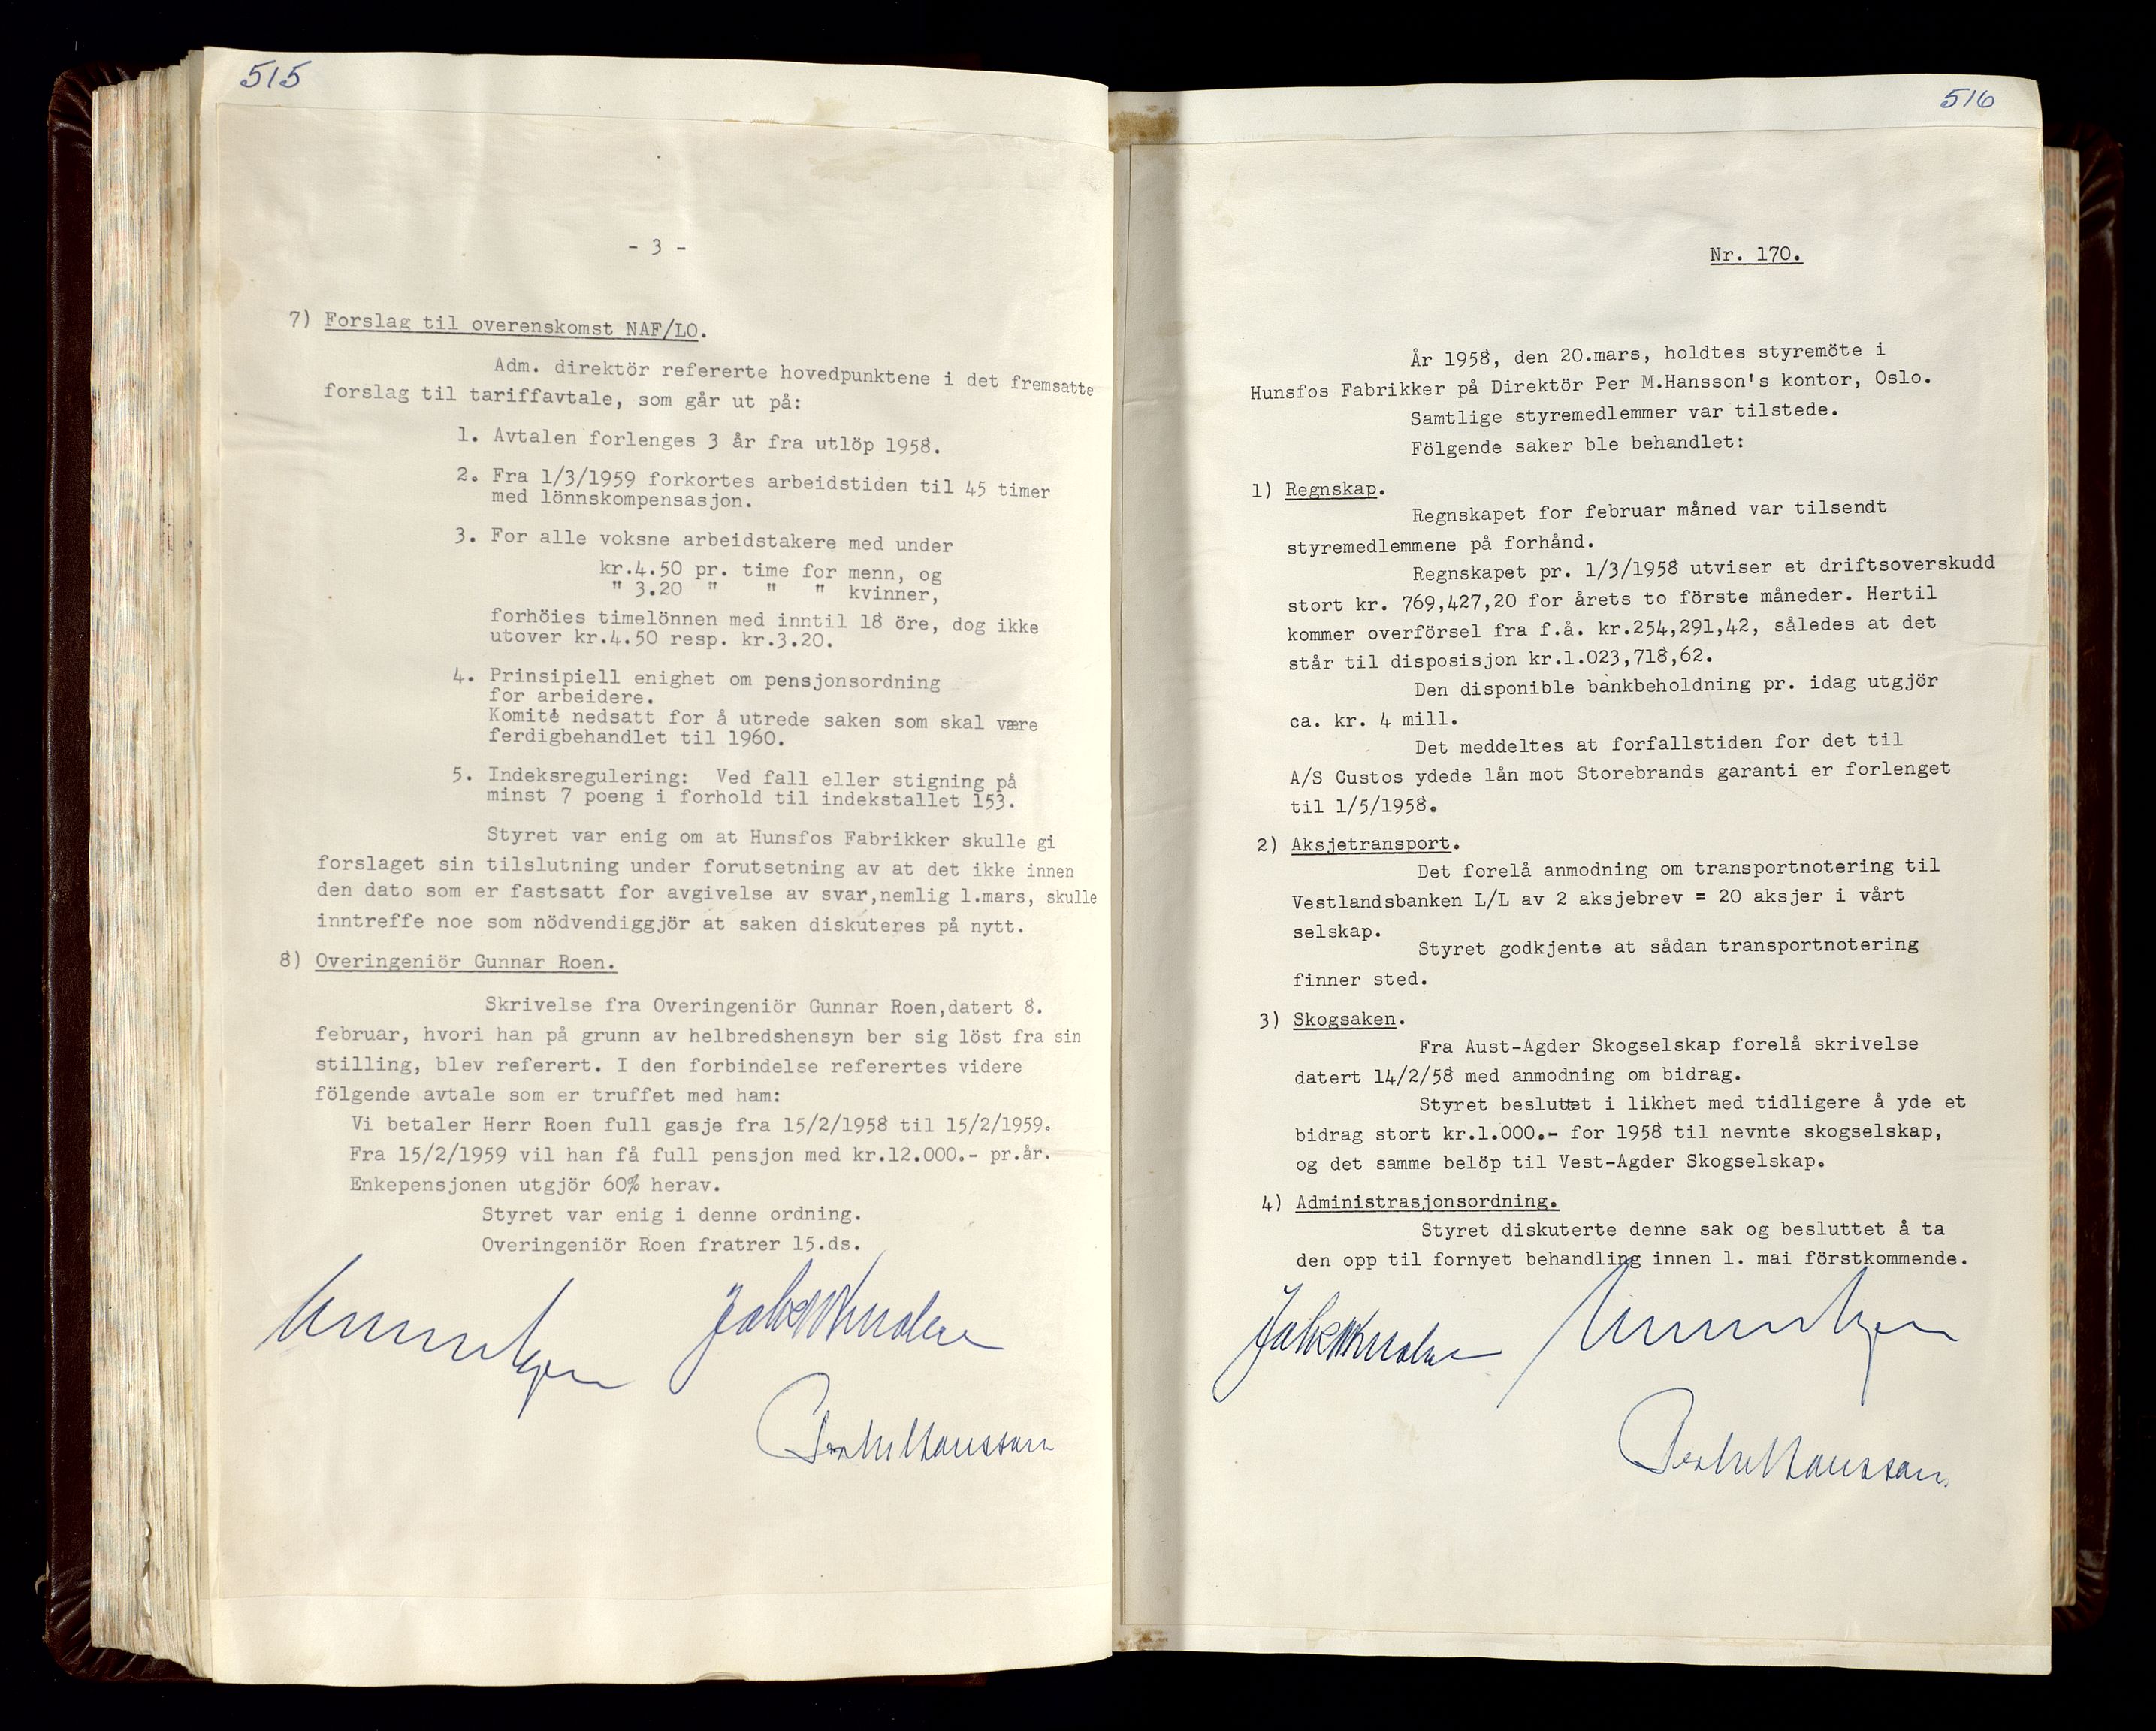 515
- 3 -
7) Forslag til overenskomst NAF/LO.
Adm. direktör refererte hovedpunktene i det fremsatte
forslag til tariffavtale, som går ut på:
1. Avtalen forlenges 3 år fra utlöp 1958.
2. Fra 1/3/1959 forkortes arbeidstiden til 45 timer
med lönnskompensasjon.
3. For alle voksne arbeidstakere med under
kr.4.50 pr. time for menn, og
" 3.20 " " " kvinner,
forhöies timelönnen med inntil 18 öre, dog ikke
utover kr.4.50 resp. kr.3.20.
4. Prinsipiell enighet om pensjonsordning
for arbeidere.
Komité nedsatt for å utrede saken som skal være
ferdigbehandlet til 1960.
5. Indeksregulering: Ved fall eller stigning på
minst 7 poeng i forhold til indekstallet 153.
Styret var enig om at Hunsfos Fabrikker skulle gi
forslaget sin tilslutning under forutsetning av at det ikke innen
den dato som er fastsatt for avgivelse av svar,nemlig 1.mars, skulle
inntreffe noe som nödvendiggjör at saken diskuteres på nytt.
8) Overingeniör Gunnar Roen.
Skrivelse fra Overingeniör Gunnar Roen,datert 8.
februar, hvori han på grunn av helbredshensyn ber sig löst fra sin
stilling, blev referert. I den forbindelse referertes videre
fölgende avtale som er truffet med ham:
Vi betaler Herr Roen full gasje fra 15/2/1958 til 15/2/1959.
Fra 15/2/1959 vil han få full pensjon med kr.12.000.- pr.år.
Enkepensjonen utgjör 60% herav.
Styret var enig i denne ordning.
Overingeniör Roen fratrer 15.ds.
516
Nr. 170.
År 1958, den 20.mars, holdtes styremöte i
Hunsfos Fabrikker på Direktör Per M.Hansson's kontor, Oslo.
Samtlige styremedlemmer var tilstede.
Fölgende saker ble behandlet:
1) Regnskap.
Regnskapet for februar måned var tilsendt
styremedlemmene på forhånd.
Regnskapet pr. 1/3/1958 utviser et driftsoverskudd
stort kr. 769,427,20 for årets to förste måneder. Hertil
kommer overförsel fra f.å. kr.254,291,42, således at det
står til disposisjon kr.1.023,718,62.
Den disponible bankbeholdning pr. idag utgjör
ca. kr. 4 mill.
Det meddeltes at forfallstiden for det til
A/S Custos ydede lån mot Storebrands garanti er forlenget
til 1/5/1958.
2) Aksjetransport.
Det forelå anmodning om transportnotering til
Vestlandsbanken L/L av 2 aksjebrev = 20 aksjer i vårt
selskap.
Styret godkjente at sådan transportnotering
finner sted.
3) Skogsaken.
Fra Aust-Agder Skogselskap forelå skrivelse
datert 14/2/58 med anmodning om bidrag.
Styret besluttet i likhet med tidligere å yde et
bidrag stort kr.1.000.- for 1958 til nevnte skogselskap,
og det samme belöp til Vest-Agder Skogselskap.
4) Administrasjonsordning.
Styret diskuterte denne sak og besluttet å ta
den opp til fornyet behandling innen 1. mai förstkommende.